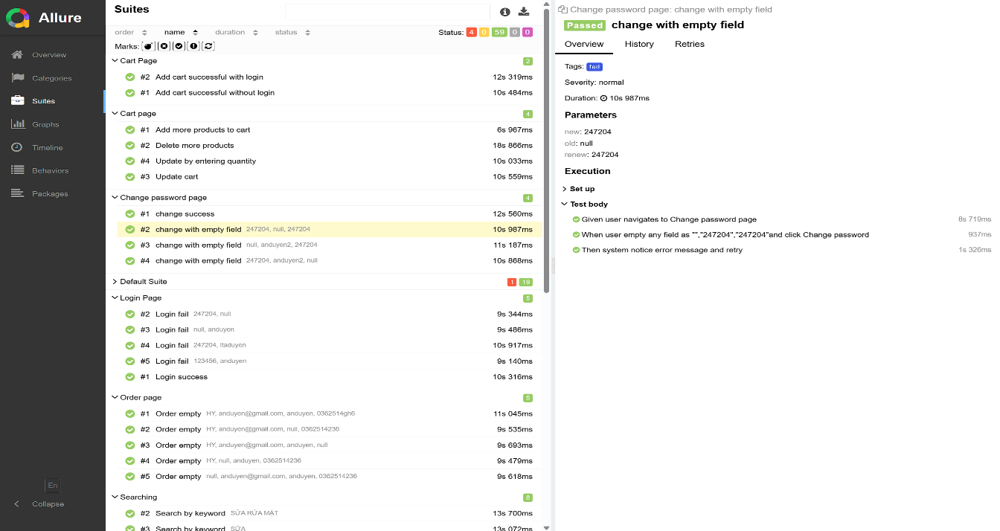 Allure
Overview
Categories
Suites
Graphs
Timeline
Behaviors
Packages
En
Collapse
Suites
order name duration status Status: 4 0 59 0 0
Marks:
Cart Page 2
#2 Add cart successful with login 12s 319ms
#1 Add cart successful without login 10s 484ms
Cart page 4
#1 Add more products to cart 6s 967ms
#2 Delete more products 18s 866ms
#4 Update by entering quantity 10s 033ms
#3 Update cart 10s 559ms
Change password page 4
#1 change success 12s 560ms
#2 change with empty field 247204, null, 247204 10s 987ms
#3 change with empty field null, anduyen2, 247204 11s 187ms
#4 change with empty field 247204, anduyen2, null 10s 868ms
Default Suite 1 19
Login Page 5
#2 Login fail 247204, null 9s 344ms
#3 Login fail null, anduyen 9s 486ms
#4 Login fail 247204, itaduyen 10s 917ms
#5 Login fail 123456, anduyen 9s 140ms
#1 Login success 10s 316ms
Order page 5
#1 Order empty HY, anduyen@gmail.com, anduyen, 0362514gh6 11s 045ms
#2 Order empty HY, anduyen@gmail.com, null, 0362514236 9s 535ms
#3 Order empty HY, anduyen@gmail.com, anduyen, null 9s 693ms
#4 Order empty HY, null, anduyen, 0362514236 9s 479ms
#5 Order empty null, anduyen@gmail.com, anduyen, 0362514236 9s 618ms
Searching 8
#2 Search by keyword SỮA RỬA MẶT 13s 700ms
#3 Search by keyword SỮA 13s 072ms
Change password page: change with empty field
Passed change with empty field
Overview History Retries
Tags: fail
Severity: normal
Duration: 10s 987ms
Parameters
new: 247204
old: null
renew: 247204
Execution
Set up
Test body
Given user navigates to Change password page 8s 719ms
When user empty any field as "","247204","247204"and click Change password 937ms
Then system notice error message and retry 1s 326ms